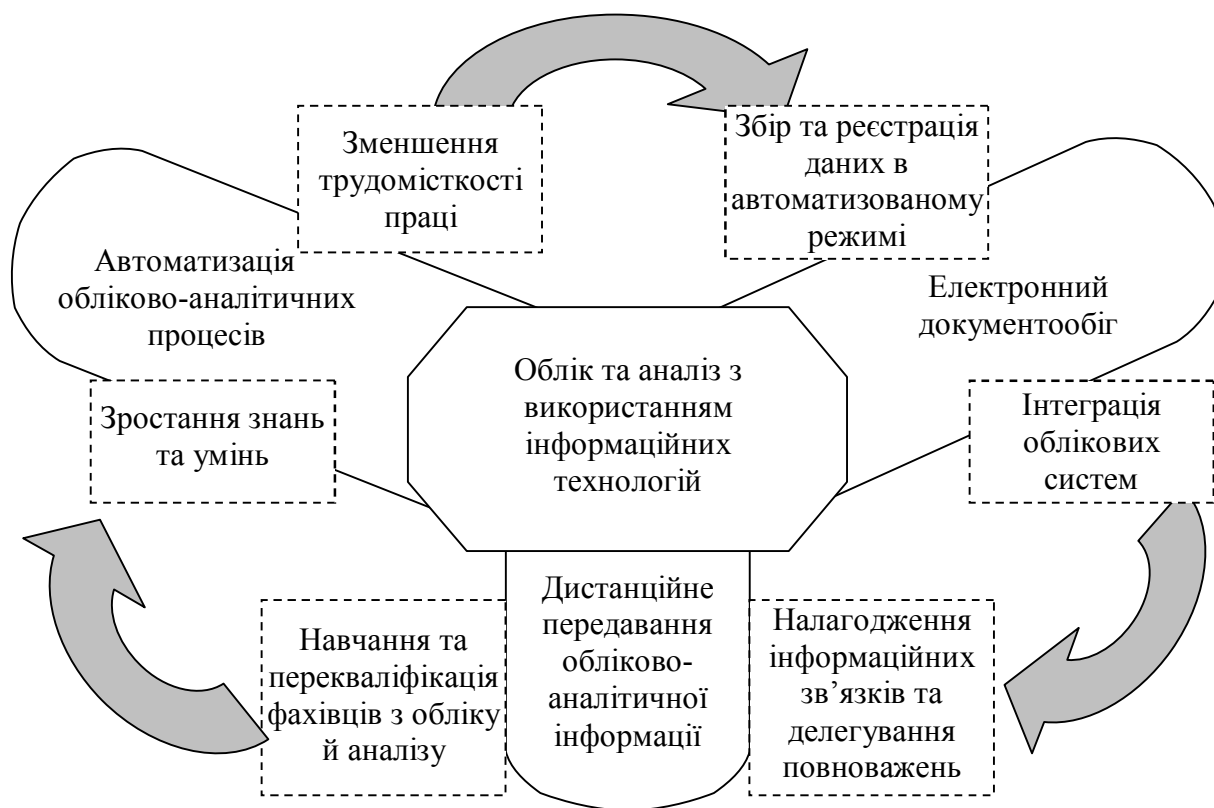 Зменшення
трудомісткості
праці
Збір та реєстрація
даних в
автоматизованому
режимі
Автоматизація
обліково-аналітичних
процесів
Електронний
документообіг
Облік та аналіз з
використанням
інформаційних
технологій
Зростання знань
та умінь
Інтеграція
облікових
систем
Навчання та
перекваліфікація
фахівців з обліку
й аналізу
Дистанційне
передавання
обліково-
аналітичної
інформації
Налагодження
інформаційних
зв’язків та
делегування
повноважень